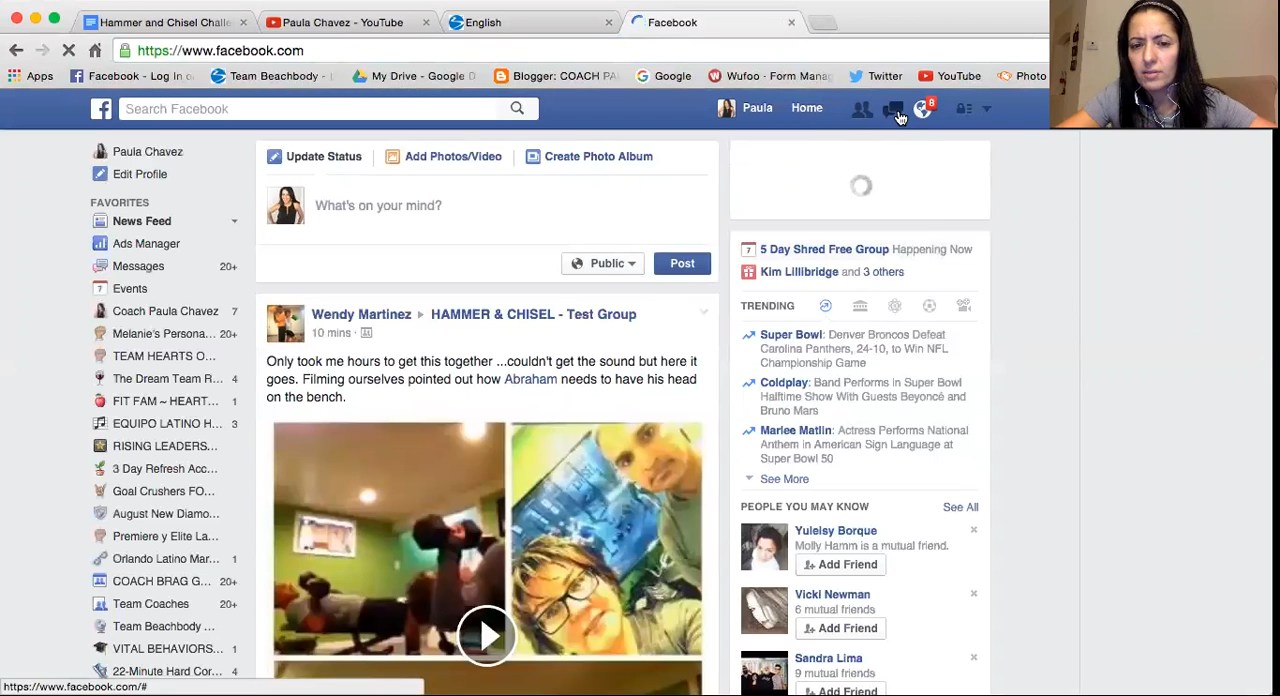 Hammer and Chisel Challe
Paula Chavez - YouTube
English
Facebook
https://www.facebook.com
Apps
Facebook - Log In o
Team Beachbody -
My Drive - Google D
Blogger: COACH PA
Google
Wufoo - Form Mana
Twitter
YouTube
Photo
Search Facebook
Paula
Home
8
Paula Chavez
Edit Profile
FAVORITES
News Feed
Ads Manager
Messages 20+
Events
Coach Paula Chavez 7
Melanie's Persona... 20+
TEAM HEARTS O...
The Dream Team R... 4
FIT FAM ~ HEART... 1
EQUIPO LATINO H... 3
RISING LEADERS...
3 Day Refresh Acc...
Goal Crushers FO...
August New Diamo...
Premiere y Elite La...
Orlando Latino Mar... 1
COACH BRAG G... 20+
Team Coaches 20+
Team Beachbody ...
VITAL BEHAVIORS... 1
22-Minute Hard Cor...
https://www.facebook.com/#
Update Status
Add Photos/Video
Create Photo Album
What's on your mind?
Public
Post
Wendy Martinez ▸ HAMMER & CHISEL - Test Group
10 mins ·
Only took me hours to get this together ...couldn't get the sound but here it
goes. Filming ourselves pointed out how Abraham needs to have his head
on the bench.
7 5 Day Shred Free Group Happening Now
Kim Lillibridge and 3 others
TRENDING
Super Bowl: Denver Broncos Defeat
Carolina Panthers, 24-10, to Win NFL
Championship Game
Coldplay: Band Performs in Super Bowl
Halftime Show With Guests Beyoncé and
Bruno Mars
Marlee Matlin: Actress Performs National
Anthem in American Sign Language at
Super Bowl 50
See More
PEOPLE YOU MAY KNOW See All
Yuleisy Borque
Molly Hamm is a mutual friend.
Add Friend
Vicki Newman
6 mutual friends
Add Friend
Sandra Lima
9 mutual friends
Add Friend